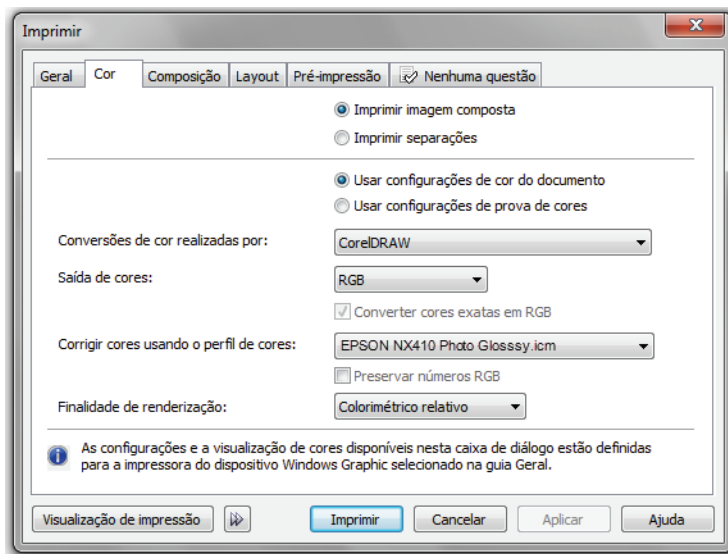 Imprimir
Geral Cor Composição Layout Pré-impressão Nenhuma questão
Imprimir imagem composta
Imprimir separações
Usar configurações de cor do documento
Usar configurações de prova de cores
Conversões de cor realizadas por: CorelDRAW
Saída de cores: RGB
Converter cores exatas em RGB
Corrigir cores usando o perfil de cores: EPSON NX410 Photo Glosssy.icm
Preservar números RGB
Finalidade de renderização: Colorimétrico relativo
As configurações e a visualização de cores disponíveis nesta caixa de diálogo estão definidas
para a impressora do dispositivo Windows Graphic selecionado na guia Geral.
Visualização de impressão Imprimir Cancelar Aplicar Ajuda